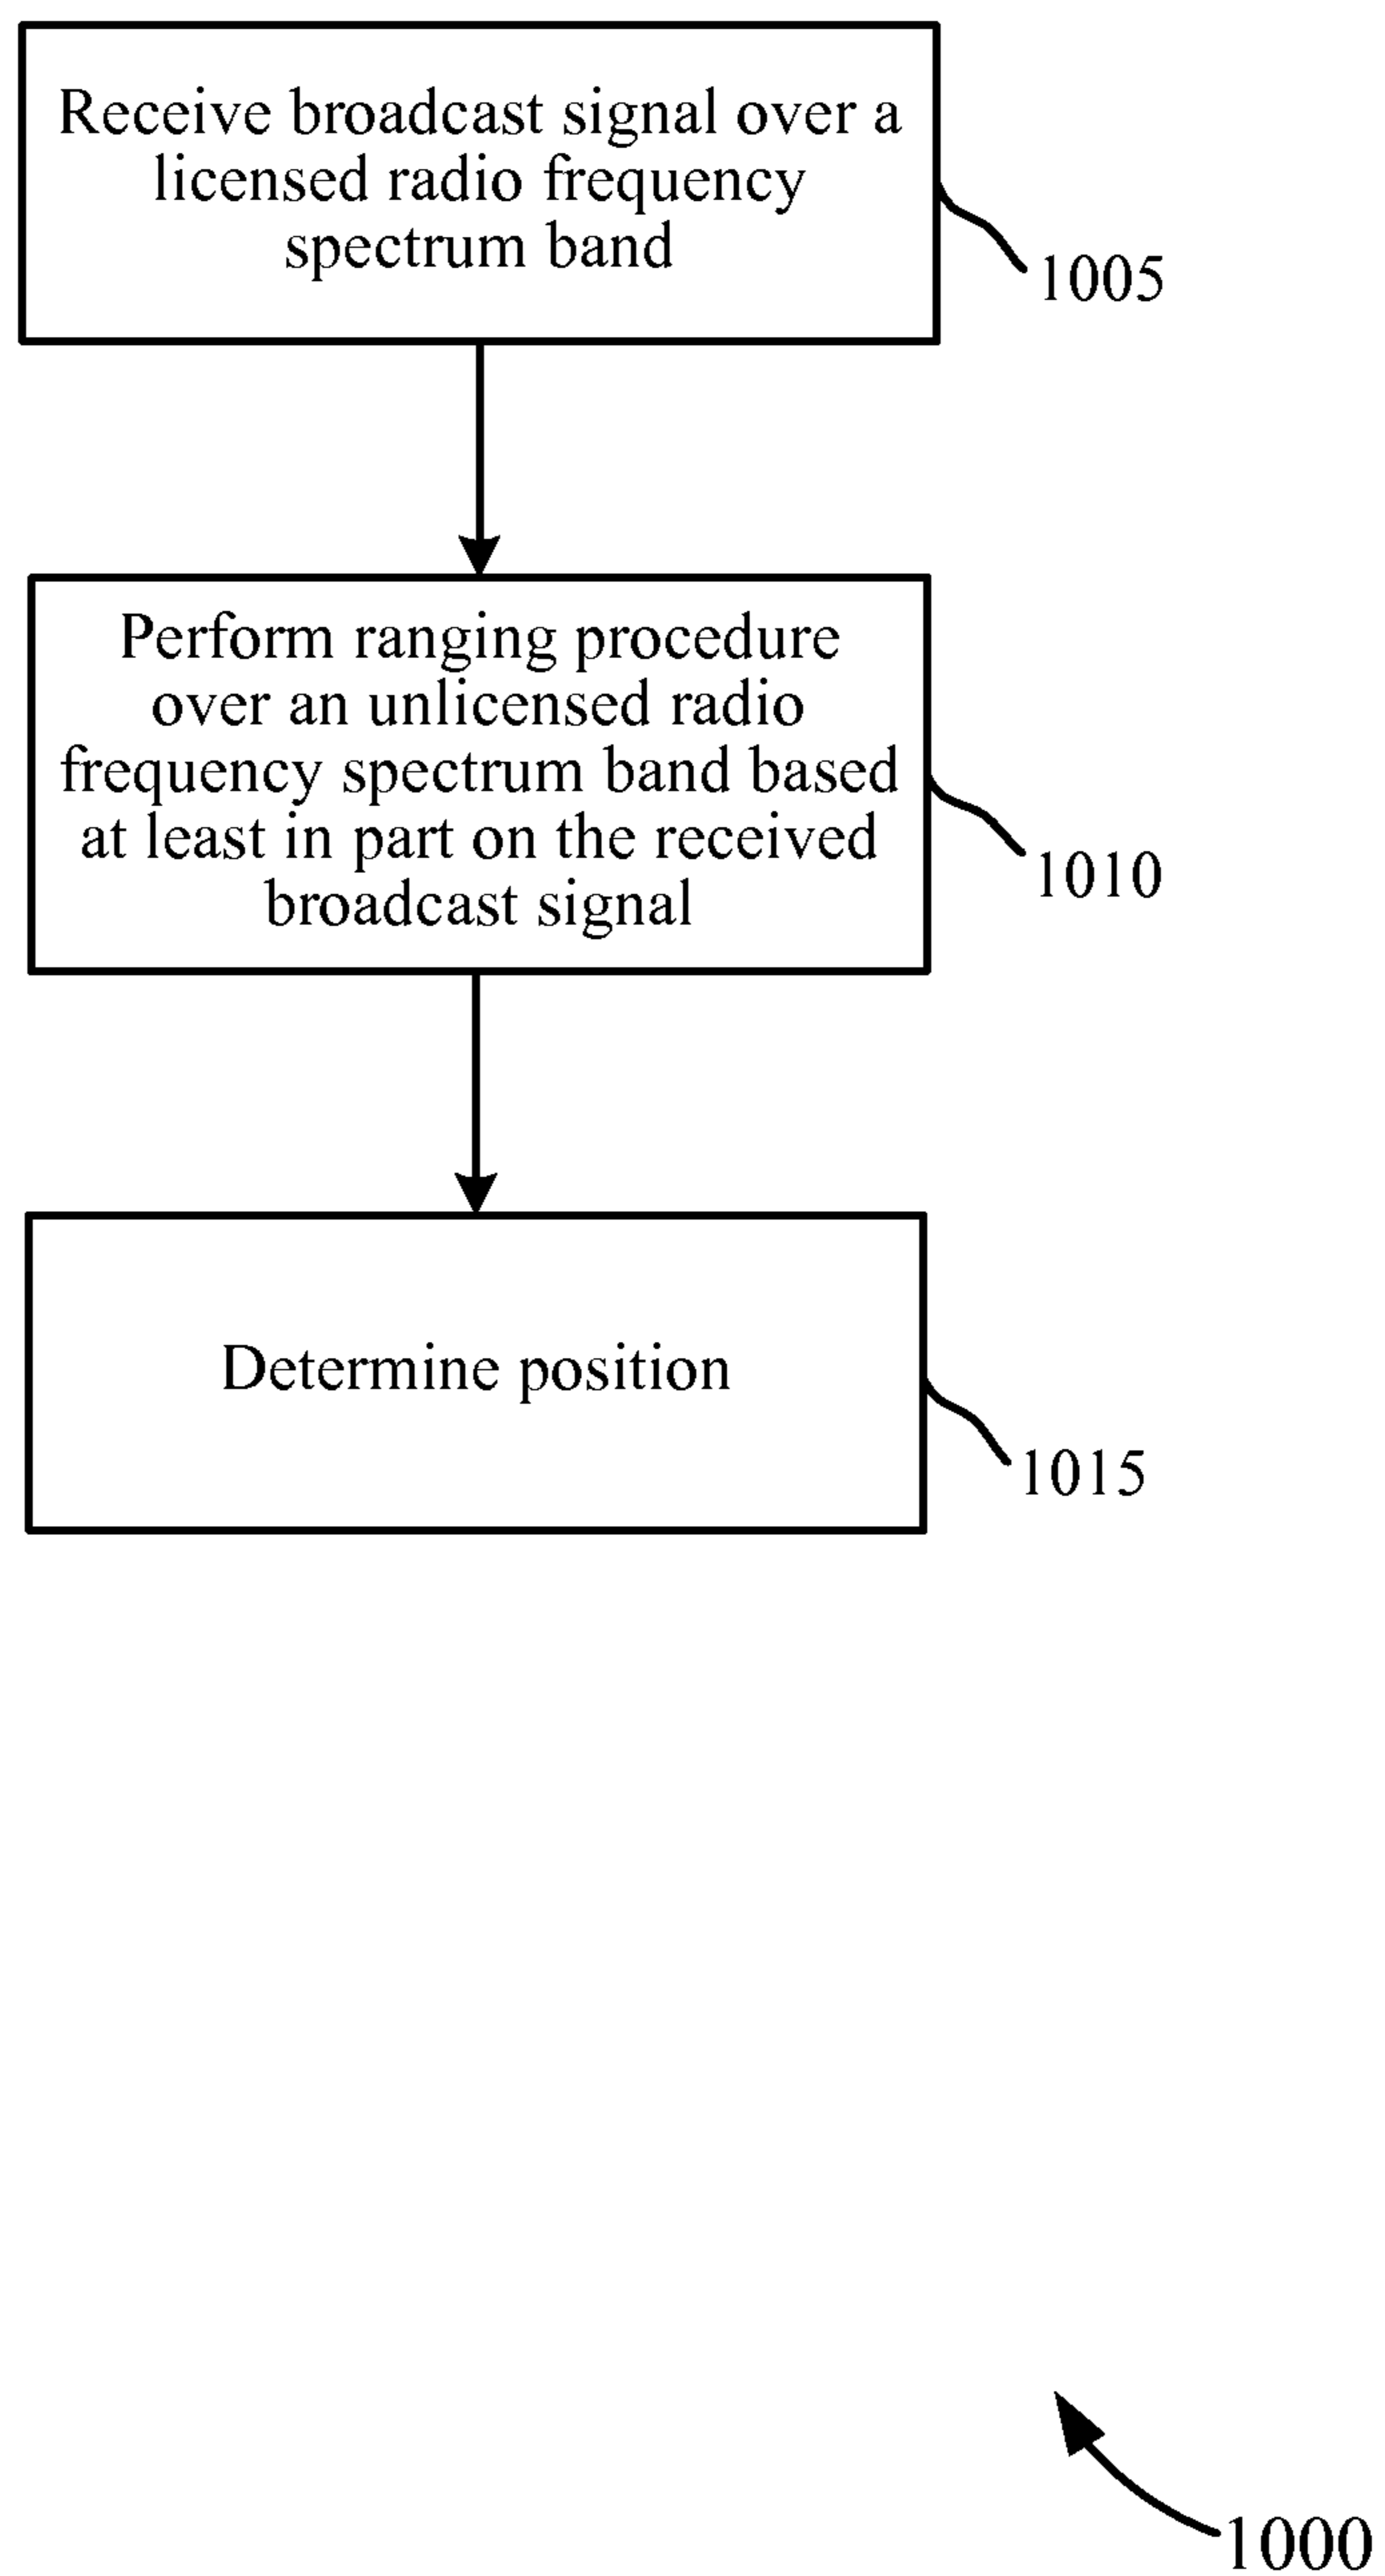 Receive broadcast signal over a
licensed radio frequency
spectrum band
1005
Perform ranging procedure
over an unlicensed radio
frequency spectrum band based
at least in part on the received
broadcast signal
1010
Determine position
1015
1000